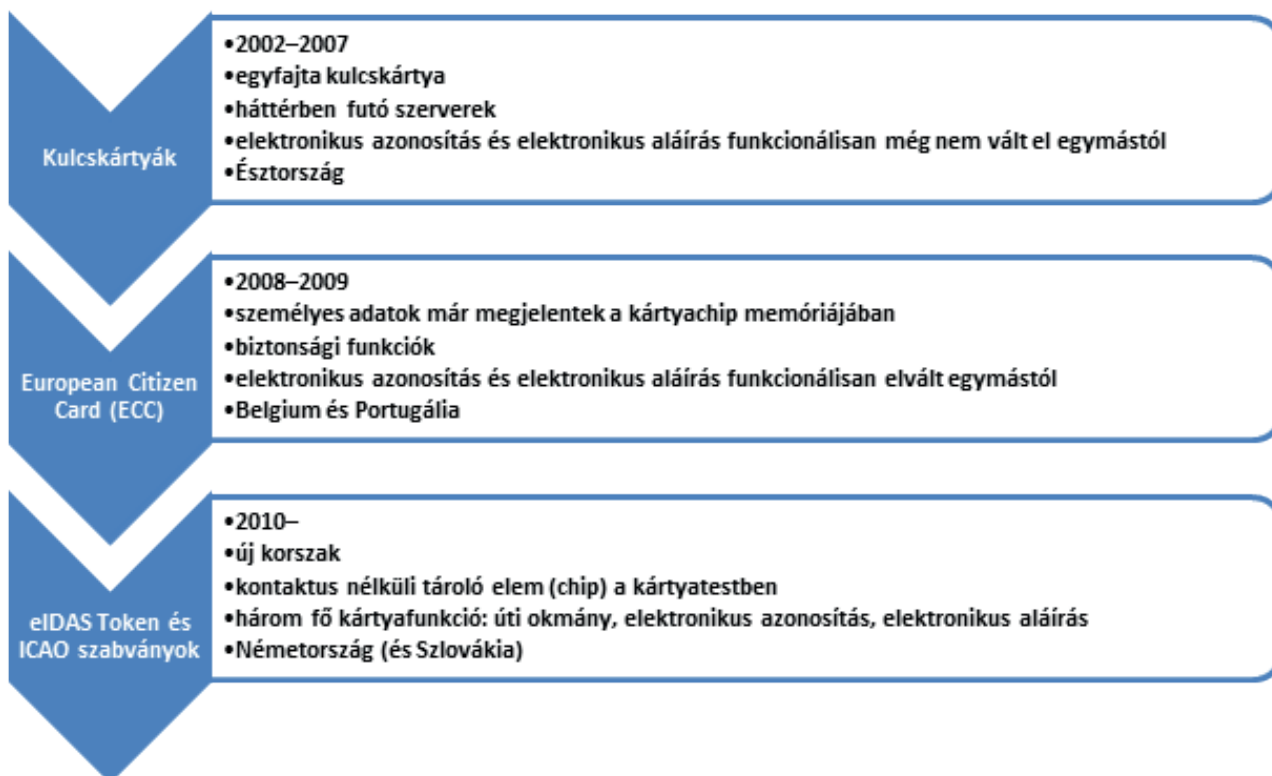 Kulcskártyák
•2002–2007
•egyfajta kulcskártya
•háttérben futó szerverek
•elektronikus azonosítás és elektronikus aláírás funkcionálisan még nem vált el egymástól
•Észtország
European Citizen
Card (ECC)
•2008–2009
•személyes adatok már megjelentek a kártyachip memóriájában
•biztonsági funkciók
•elektronikus azonosítás és elektronikus aláírás funkcionálisan elvált egymástól
•Belgium és Portugália
eIDAS Token és
ICAO szabványok
•2010–
•új korszak
•kontaktus nélküli tároló elem (chip) a kártyatestben
•három fő kártyafunkció: úti okmány, elektronikus azonosítás, elektronikus aláírás
•Németország (és Szlovákia)